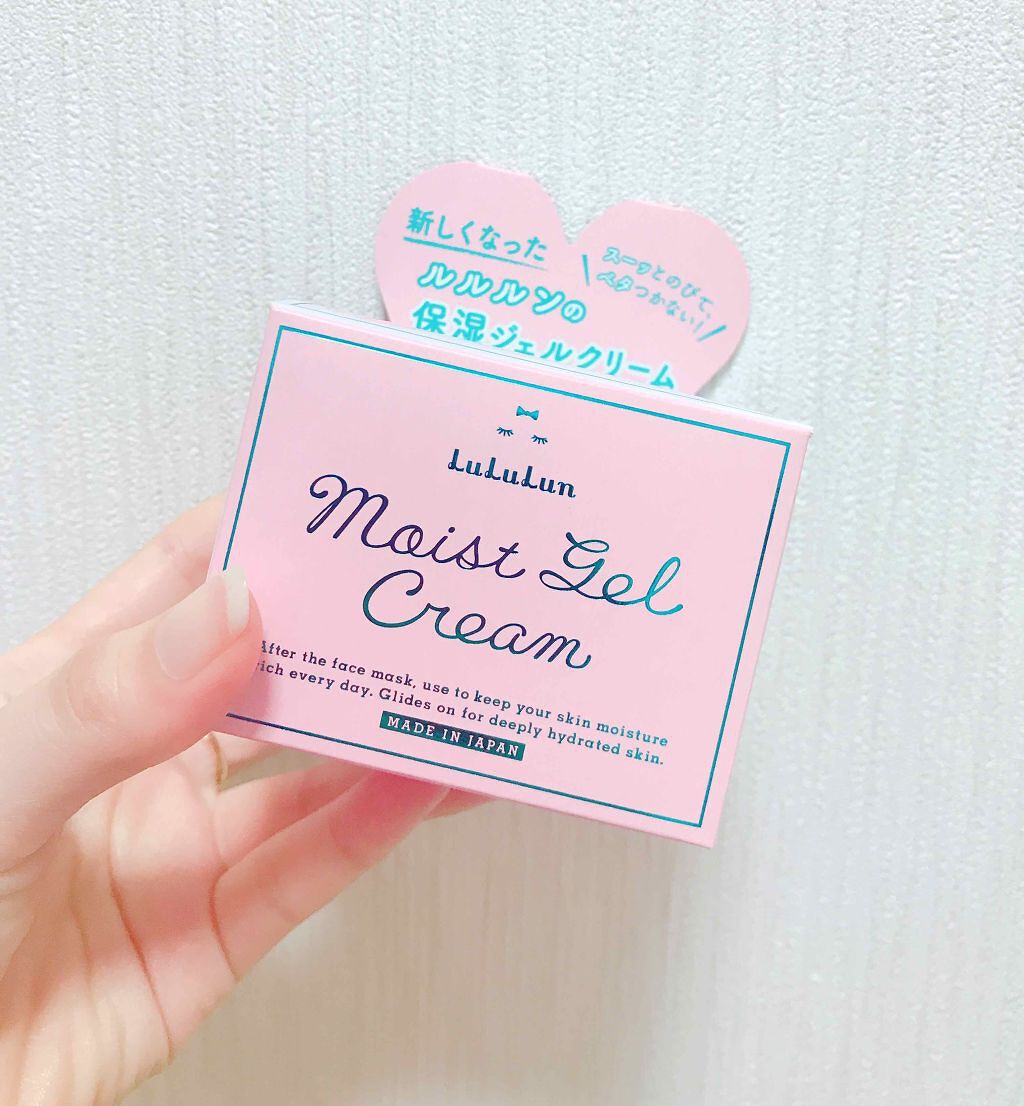 新しくなった
ルルルンの
保湿ジェルクリーム
スーッとのびて、
ベタつかない！
LuLuLun
Moist Gel
Cream
After the face mask, use to keep your skin moisture
rich every day. Glides on for deeply hydrated skin.
MADE IN JAPAN